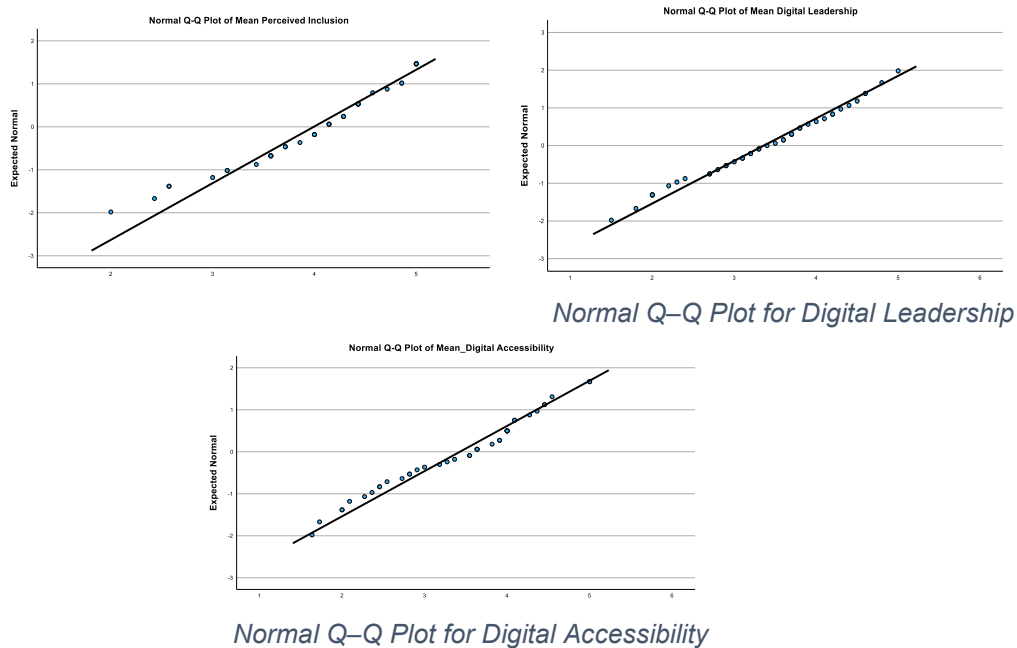 Normal Q-Q Plot of Mean Perceived Inclusion
2
1
0
-1
-2
-3
Expected Normal
2 3 4 5
Normal Q-Q Plot of Mean Digital Leadership
3
2
1
0
-1
-2
-3
Expected Normal
1 2 3 4 5 6
Normal Q–Q Plot for Digital Leadership
Normal Q-Q Plot of Mean_Digital Accessibility
2
1
0
-1
-2
-3
Expected Normal
1 2 3 4 5 6
Normal Q–Q Plot for Digital Accessibility